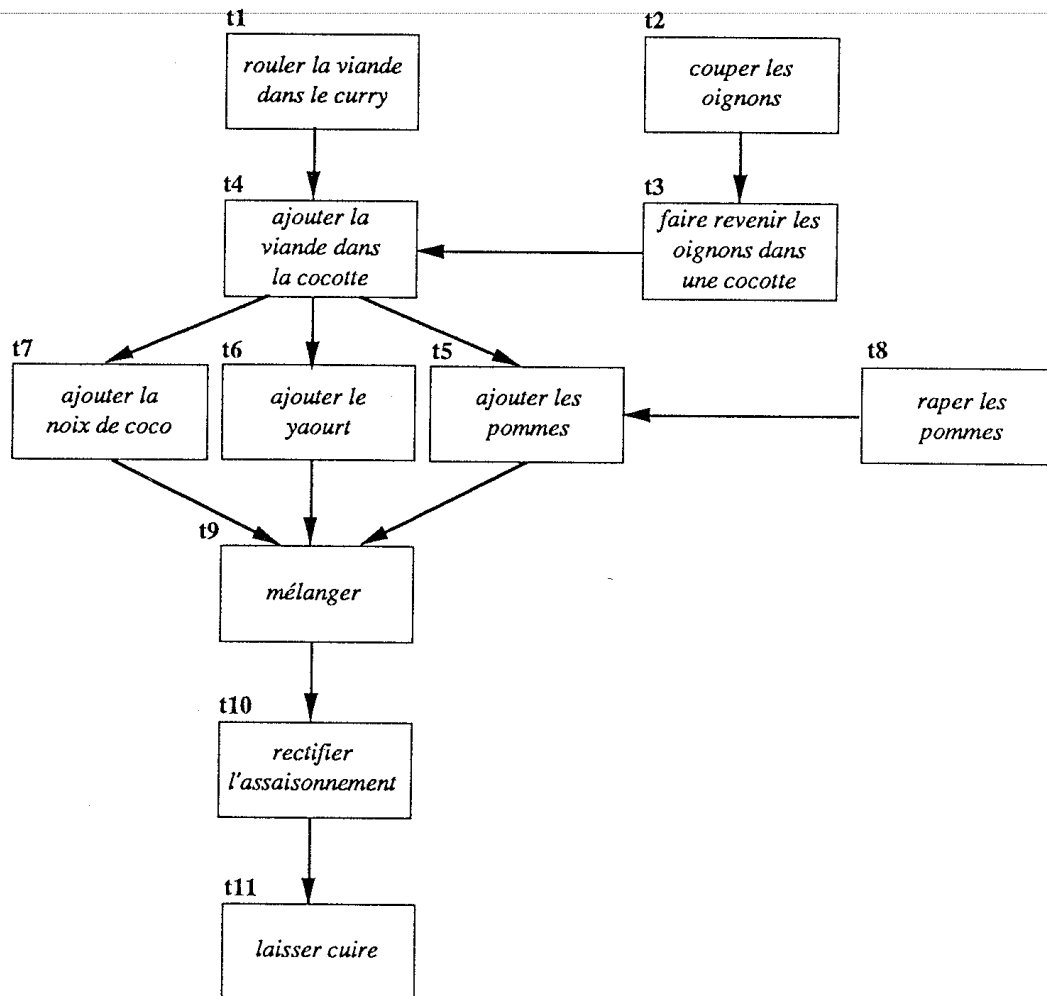 t1
rouler la viande
dans le curry
t2
couper les
oignons
t4
ajouter la
viande dans
la cocotte
t3
faire revenir les
oignons dans
une cocotte
t7
ajouter la
noix de coco
t6
ajouter le
yaourt
t5
ajouter les
pommes
t8
raper les
pommes
t9
mélanger
t10
rectifier
l'assaisonnement
t11
laisser cuire